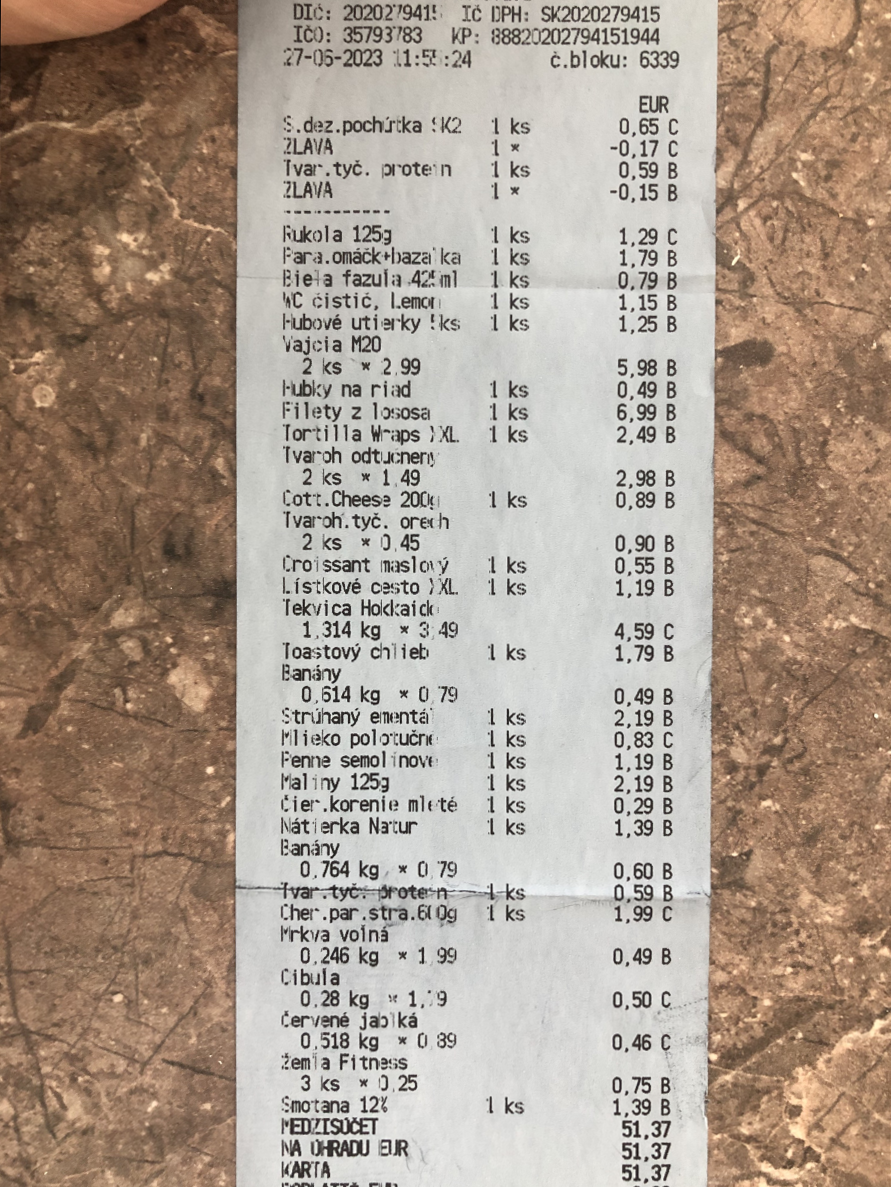 DIČ: 2020279415 IČ DPH: SK2020279415
IČO: 35793783 KP: 88820202794151944
27-06-2023 11:55:24 č.bloku: 6339
EUR
S.dez.pochútka SK2 1 ks 0,65 C
ZĽAVA 1 * -0,17 C
Tvar.tyč. protein 1 ks 0,59 B
ZĽAVA 1 * -0,15 B
-----------
Rukola 125g 1 ks 1,29 C
Para.omáčk+bazalka 1 ks 1,79 B
Biela fazuľa 425ml 1 ks 0,79 B
WC čistič, Lemon 1 ks 1,15 B
Hubové utierky 5ks 1 ks 1,25 B
Vajcia M20
2 ks * 2,99 5,98 B
Hubky na riad 1 ks 0,49 B
Filety z lososa 1 ks 6,99 B
Tortilla Wraps XXL 1 ks 2,49 B
Tvaroh odtučnený
2 ks * 1,49 2,98 B
Cott.Cheese 200g 1 ks 0,89 B
Tvaroh.tyč. orech
2 ks * 0,45 0,90 B
Croissant maslový 1 ks 0,55 B
Lístkové cesto XXL 1 ks 1,19 B
Tekvica Hokkaido
1,314 kg * 3,49 4,59 C
Toastový chlieb 1 ks 1,79 B
Banány
0,614 kg * 0,79 0,49 B
Strúhaný ementál 1 ks 2,19 B
Mlieko polotučné 1 ks 0,83 C
Penne semolinové 1 ks 1,19 B
Maliny 125g 1 ks 2,19 B
Čier.korenie mleté 1 ks 0,29 B
Nátierka Natur 1 ks 1,39 B
Banány
0,764 kg * 0,79 0,60 B
Tvar.tyč. protein 1 ks 0,59 B
Cher.par.stra.600g 1 ks 1,99 C
Mrkva voľná
0,246 kg * 1,99 0,49 B
Cibuľa
0,28 kg * 1,79 0,50 C
Červené jablká
0,518 kg * 0,89 0,46 C
Žemľa Fitness
3 ks * 0,25 0,75 B
Smotana 12% 1 ks 1,39 B
MEDZISÚČET 51,37
NA ÚHRADU EUR 51,37
KARTA 51,37